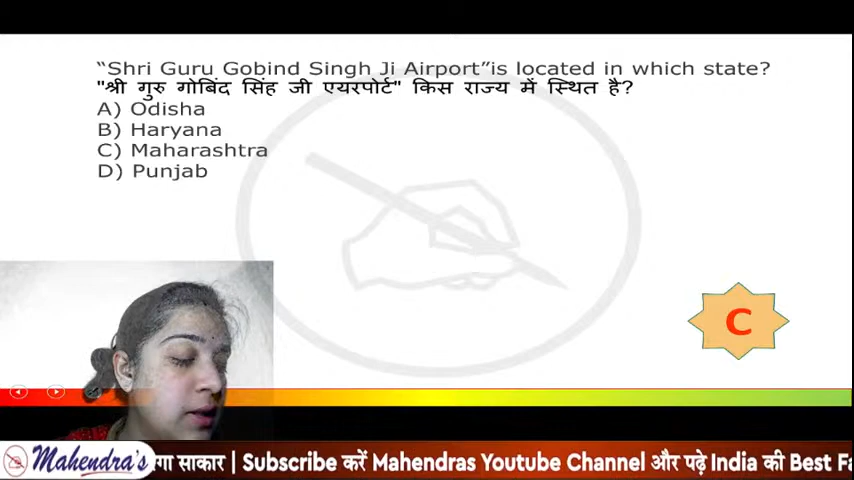 “Shri Guru Gobind Singh Ji Airport”is located in which state?
"श्री गुरु गोबिंद सिंह जी एयरपोर्ट" किस राज्य में स्थित है?
A) Odisha
B) Haryana
C) Maharashtra
D) Punjab
C
Mahendra's
गा साकार | Subscribe करें Mahendras Youtube Channel और पढ़े India की Best